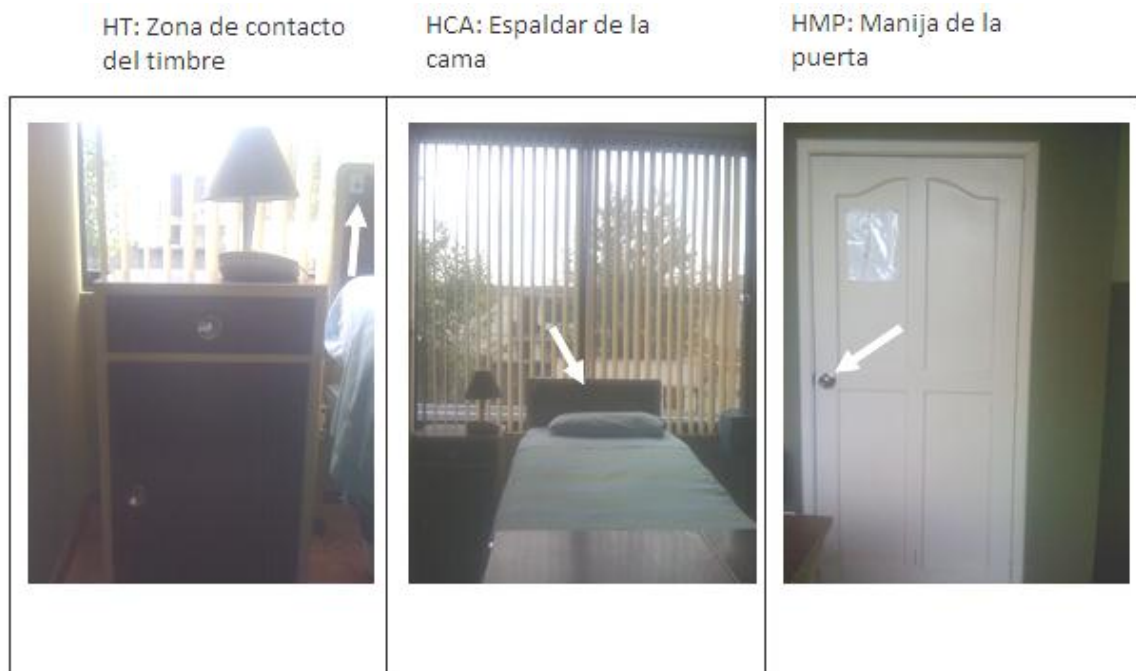 HT: Zona de contacto
del timbre
HCA: Espaldar de la
cama
HMP: Manija de la
puerta